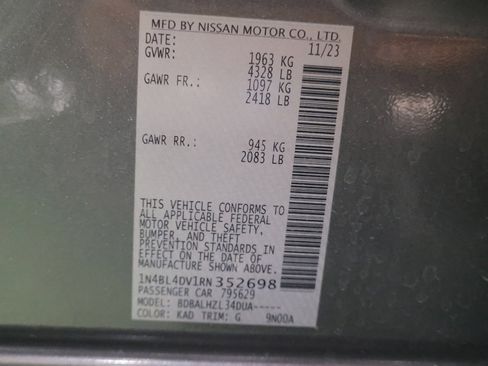 MFD BY NISSAN MOTOR CO., LTD.
DATE: 11/23
GVWR: 1963 KG
4328 LB
GAWR FR.: 1097 KG
2418 LB
GAWR RR.: 945 KG
2083 LB
THIS VEHICLE CONFORMS TO
ALL APPLICABLE FEDERAL
MOTOR VEHICLE SAFETY,
BUMPER, AND THEFT
PREVENTION STANDARDS IN
EFFECT ON THE DATE OF
MANUFACTURE SHOWN ABOVE.
1N4BL4DV1RN352698
PASSENGER CAR 795629
MODEL: BDBALHZL34DUA-----
COLOR: KAD TRIM: G 9N00A